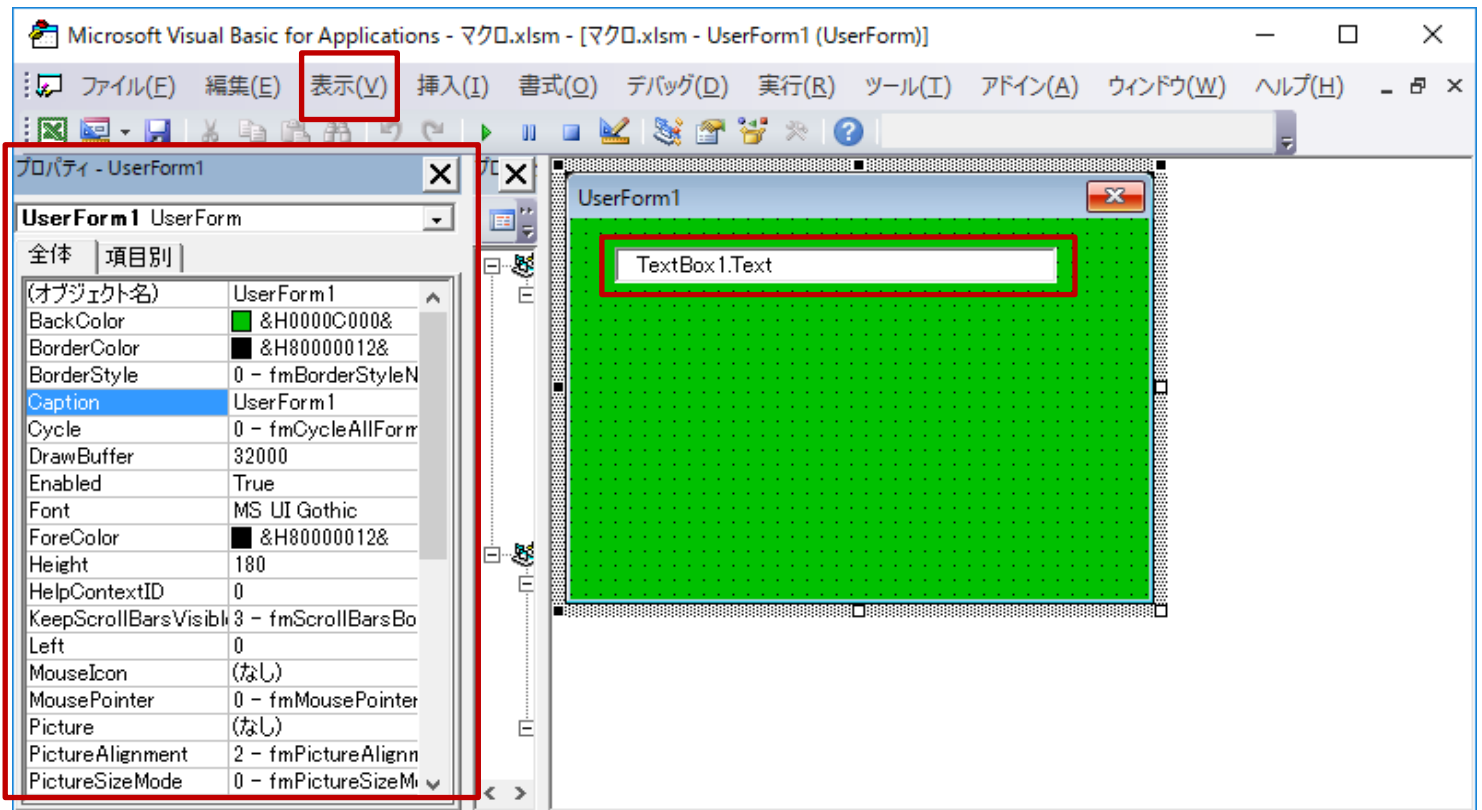 Microsoft Visual Basic for Applications - マクロ.xlsm - [マクロ.xlsm - UserForm1 (UserForm)]
ファイル(F) 編集(E) 表示(V) 挿入(I) 書式(O) デバッグ(D) 実行(R) ツール(T) アドイン(A) ウィンドウ(W) ヘルプ(H)
プロパティ - UserForm1
UserForm1 UserForm
全体 項目別
(オブジェクト名) UserForm1
BackColor &H0000C000&
BorderColor &H80000012&
BorderStyle 0 - fmBorderStyleN
Caption UserForm1
Cycle 0 - fmCycleAllForm
DrawBuffer 32000
Enabled True
Font MS UI Gothic
ForeColor &H80000012&
Height 180
HelpContextID 0
KeepScrollBarsVisibl 3 - fmScrollBarsBo
Left 0
MouseIcon (なし)
MousePointer 0 - fmMousePointer
Picture (なし)
PictureAlignment 2 - fmPictureAlignn
PictureSizeMode 0 - fmPictureSizeM
UserForm1
TextBox1.Text